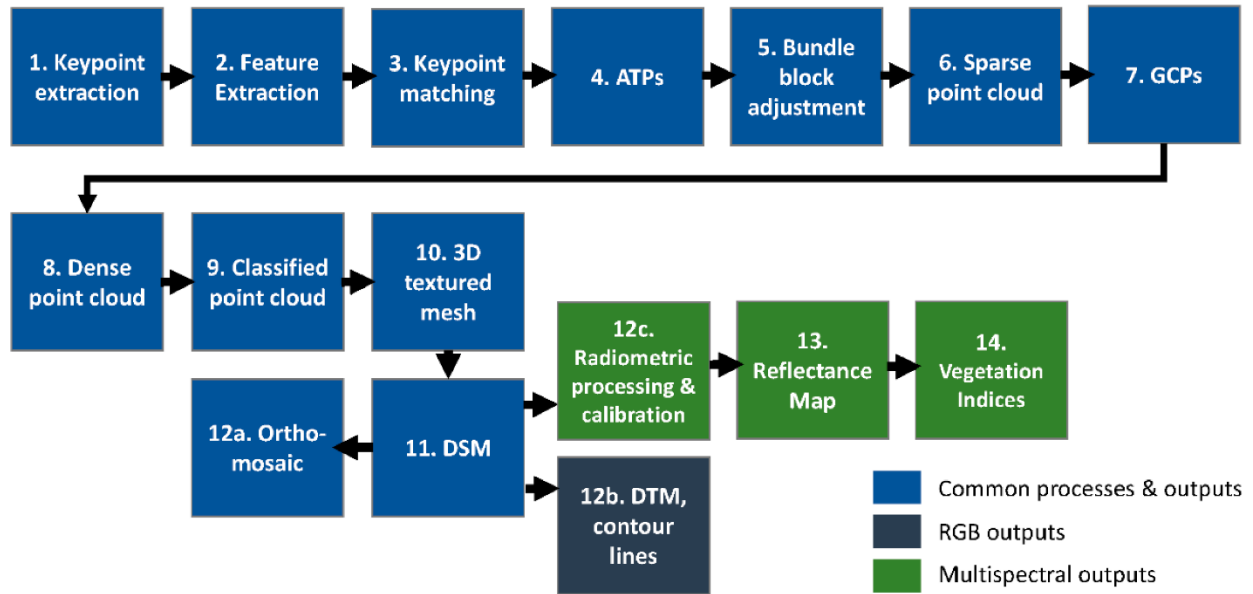 1. Keypoint
extraction
2. Feature
Extraction
3. Keypoint
matching
4. ATPs
5. Bundle
block
adjustment
6. Sparse
point cloud
7. GCPs
8. Dense
point cloud
9. Classified
point cloud
10. 3D
textured
mesh
11. DSM
12a. Ortho-
mosaic
12b. DTM,
contour
lines
12c.
Radiometric
processing &
calibration
13.
Reflectance
Map
14.
Vegetation
Indices
Common processes & outputs
RGB outputs
Multispectral outputs